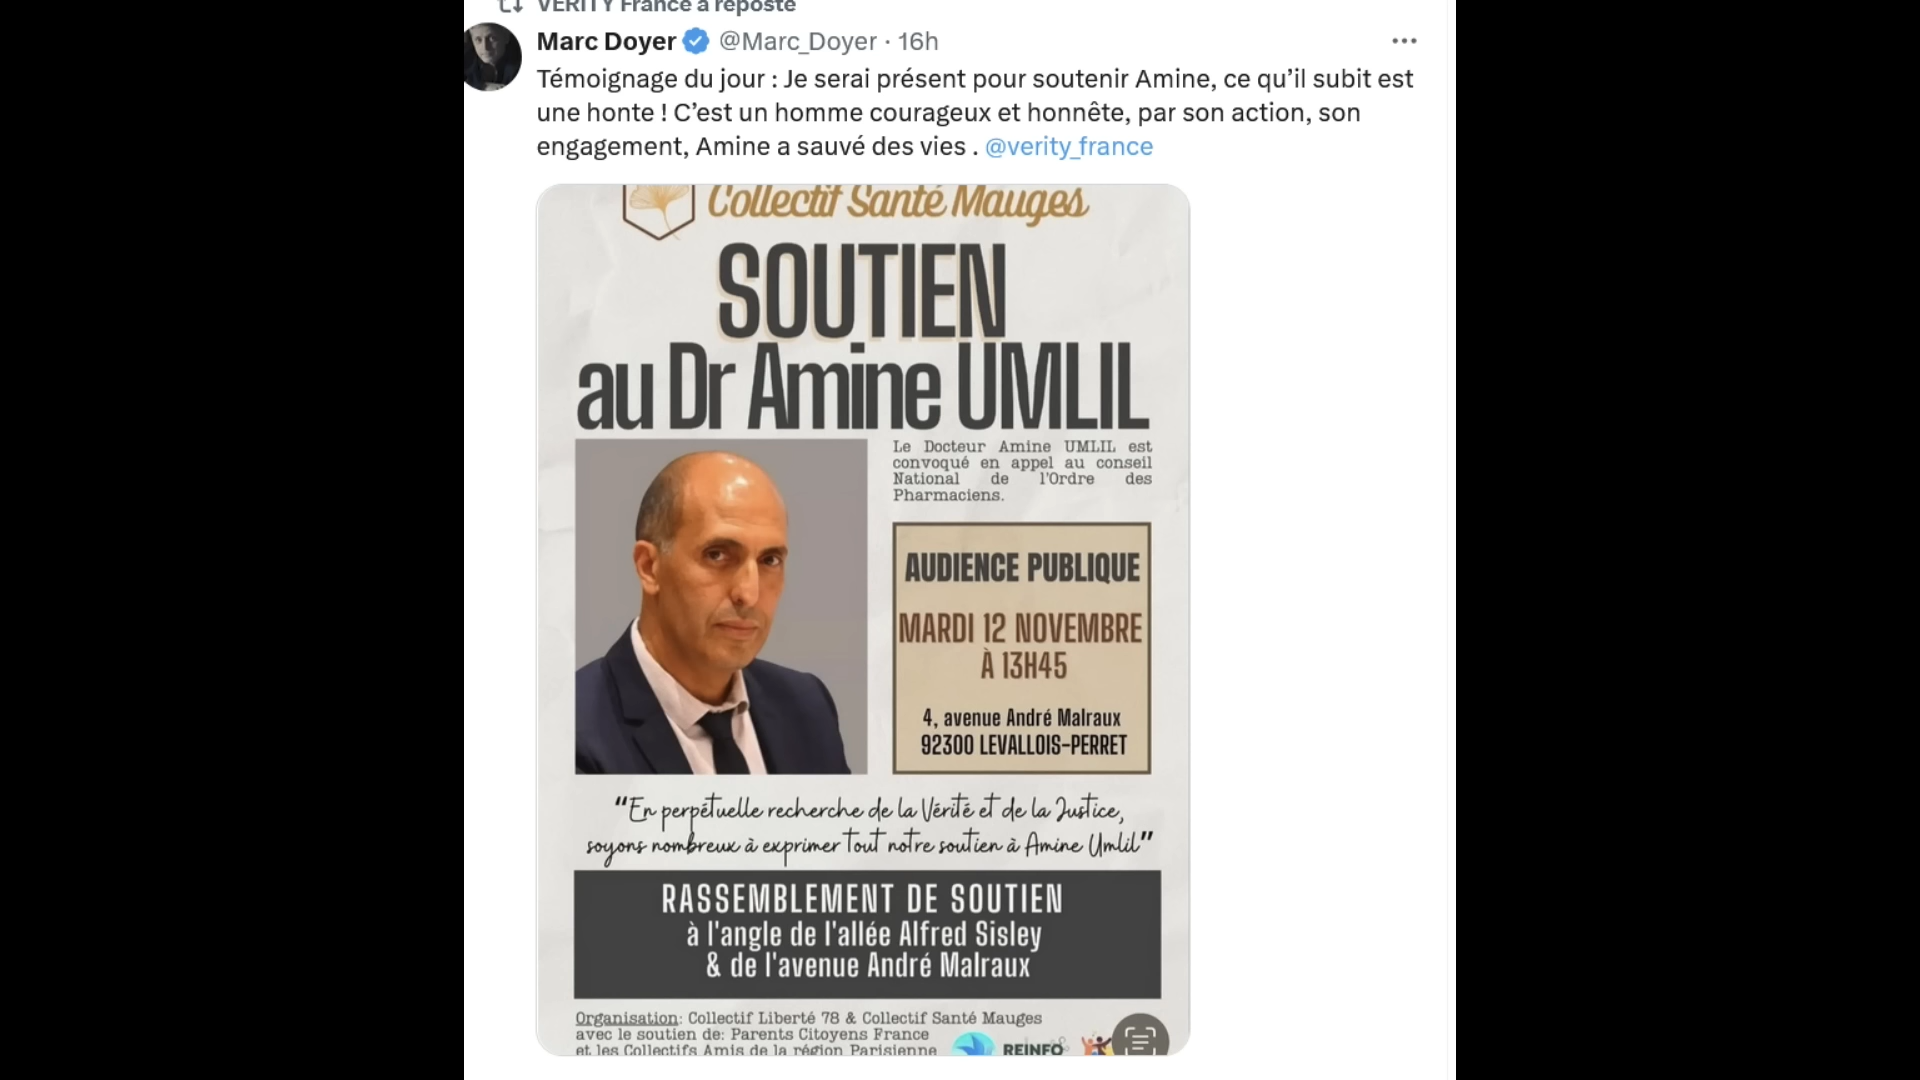 VERITY France a reposté
Marc Doyer @Marc_Doyer · 16h
Témoignage du jour : Je serai présent pour soutenir Amine, ce qu’il subit est
une honte ! C’est un homme courageux et honnête, par son action, son
engagement, Amine a sauvé des vies . @verity_france
Collectif Santé Mauges
SOUTIEN
au Dr Amine UMLIL
Le Docteur Amine UMLIL est
convoqué en appel au conseil
National de l'Ordre des
Pharmaciens.
AUDIENCE PUBLIQUE
MARDI 12 NOVEMBRE
À 13H45
4, avenue André Malraux
92300 LEVALLOIS-PERRET
“En perpétuelle recherche de la Vérité et de la Justice,
soyons nombreux à exprimer tout notre soutien à Amine Umlil”
RASSEMBLEMENT DE SOUTIEN
à l'angle de l'allée Alfred Sisley
& de l'avenue André Malraux
Organisation: Collectif Liberté 78 & Collectif Santé Mauges
avec le soutien de: Parents Citoyens France
et les Collectifs Amis de la région Parisienne
REINFO